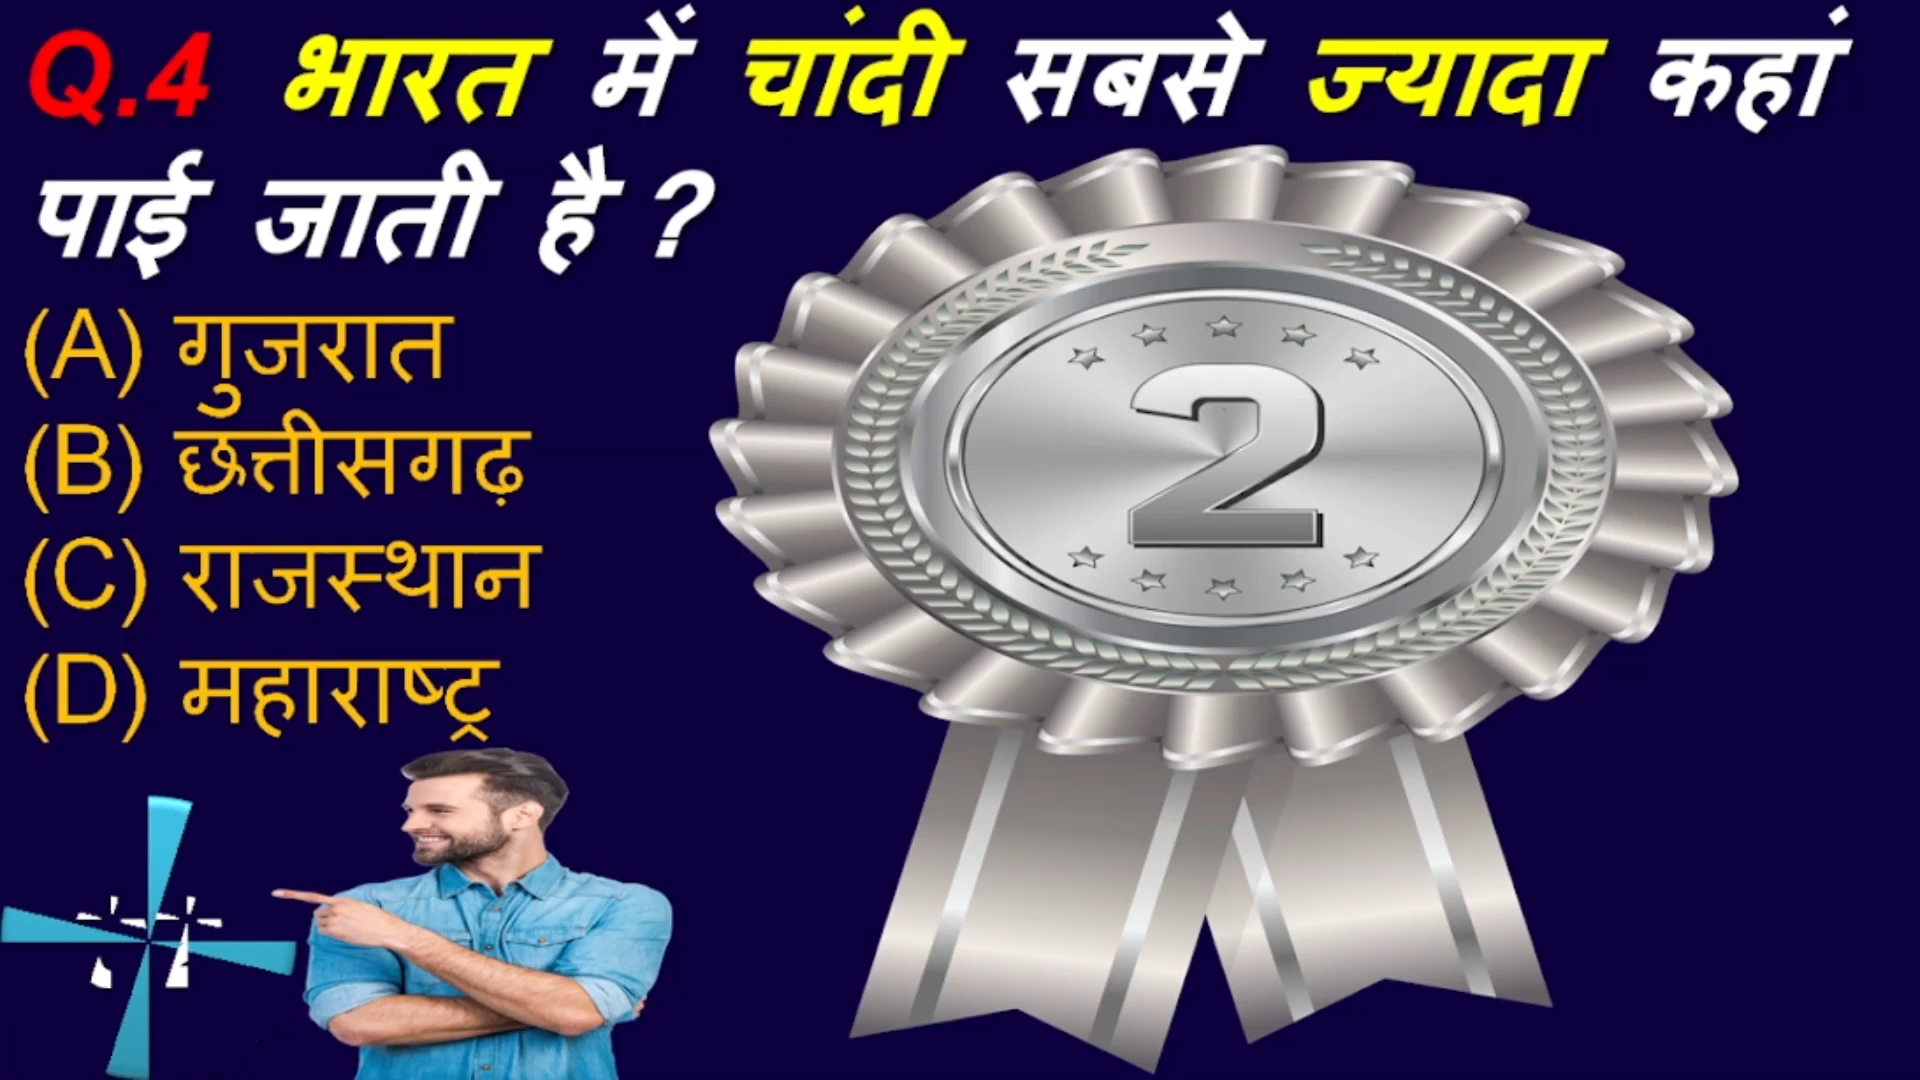 Q.4 भारत में चांदी सबसे ज्यादा कहां
पाई जाती है ?
(A) गुजरात
(B) छत्तीसगढ़
(C) राजस्थान
(D) महाराष्ट्र
2